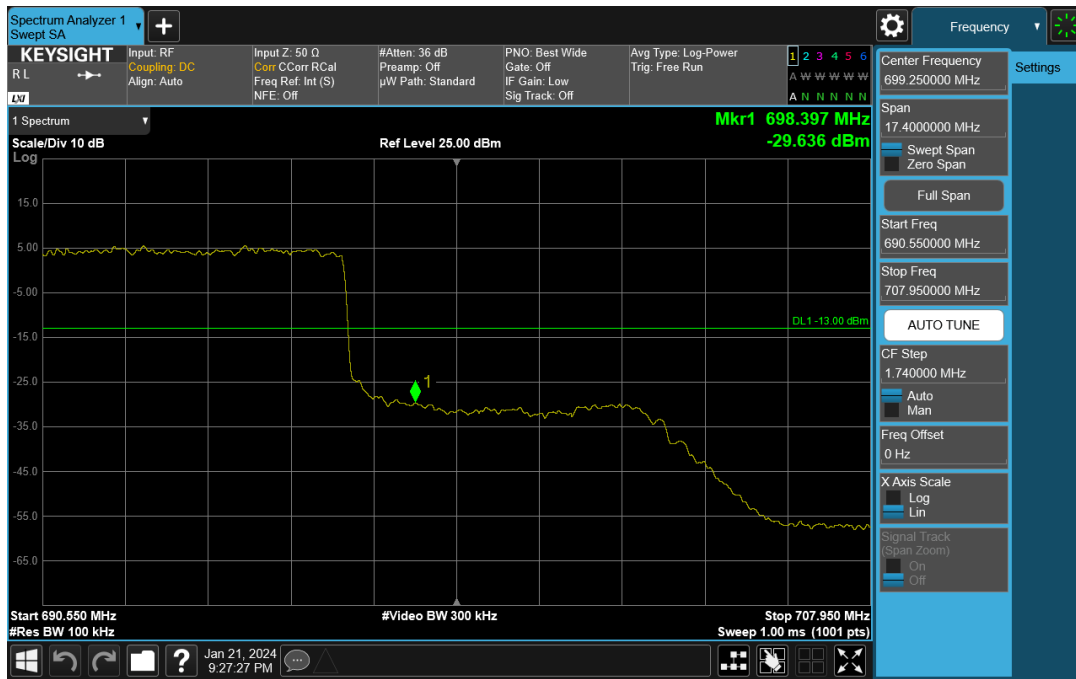 Spectrum Analyzer 1
Swept SA
Frequency
KEYSIGHT
R L
LXI
Input: RF
Coupling: DC
Align: Auto
Input Z: 50 Ω
Corr CCorr RCal
Freq Ref: Int (S)
NFE: Off
#Atten: 36 dB
Preamp: Off
µW Path: Standard
PNO: Best Wide
Gate: Off
IF Gain: Low
Sig Track: Off
Avg Type: Log-Power
Trig: Free Run
1 2 3 4 5 6
A W W W W W
A N N N N N
1 Spectrum
Scale/Div 10 dB
Ref Level 25.00 dBm
Mkr1 698.397 MHz
-29.636 dBm
Log
15.0
5.00
-5.00
-15.0
-25.0
-35.0
-45.0
-55.0
-65.0
DL1 -13.00 dBm
1
Start 690.550 MHz
#Res BW 100 kHz
#Video BW 300 kHz
Stop 707.950 MHz
Sweep 1.00 ms (1001 pts)
Center Frequency
699.250000 MHz
Span
17.4000000 MHz
Swept Span
Zero Span
Full Span
Start Freq
690.550000 MHz
Stop Freq
707.950000 MHz
AUTO TUNE
CF Step
1.740000 MHz
Auto
Man
Freq Offset
0 Hz
X Axis Scale
Log
Lin
Signal Track
(Span Zoom)
On
Off
Settings
?
Jan 21, 2024
9:27:27 PM